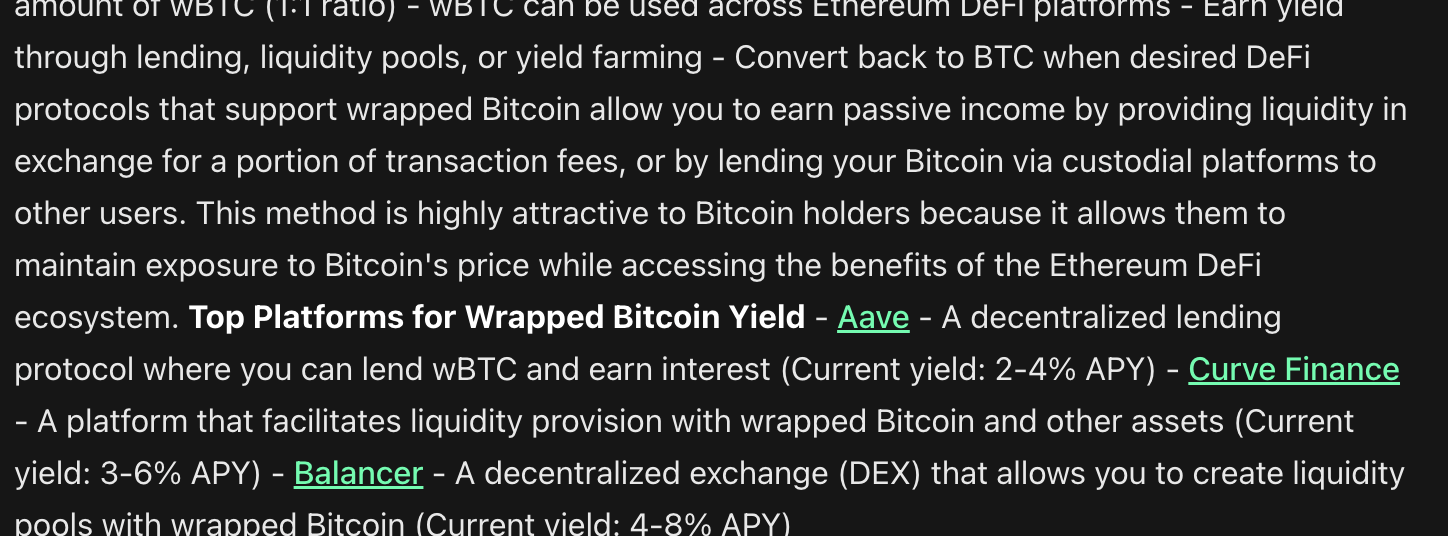 amount of wBTC (1:1 ratio) - wBTC can be used across Ethereum DeFi platforms - Earn yield
through lending, liquidity pools, or yield farming - Convert back to BTC when desired DeFi
protocols that support wrapped Bitcoin allow you to earn passive income by providing liquidity in
exchange for a portion of transaction fees, or by lending your Bitcoin via custodial platforms to
other users. This method is highly attractive to Bitcoin holders because it allows them to
maintain exposure to Bitcoin's price while accessing the benefits of the Ethereum DeFi
ecosystem. Top Platforms for Wrapped Bitcoin Yield - Aave - A decentralized lending
protocol where you can lend wBTC and earn interest (Current yield: 2-4% APY) - Curve Finance
- A platform that facilitates liquidity provision with wrapped Bitcoin and other assets (Current
yield: 3-6% APY) - Balancer - A decentralized exchange (DEX) that allows you to create liquidity
pools with wrapped Bitcoin (Current yield: 4-8% APY)